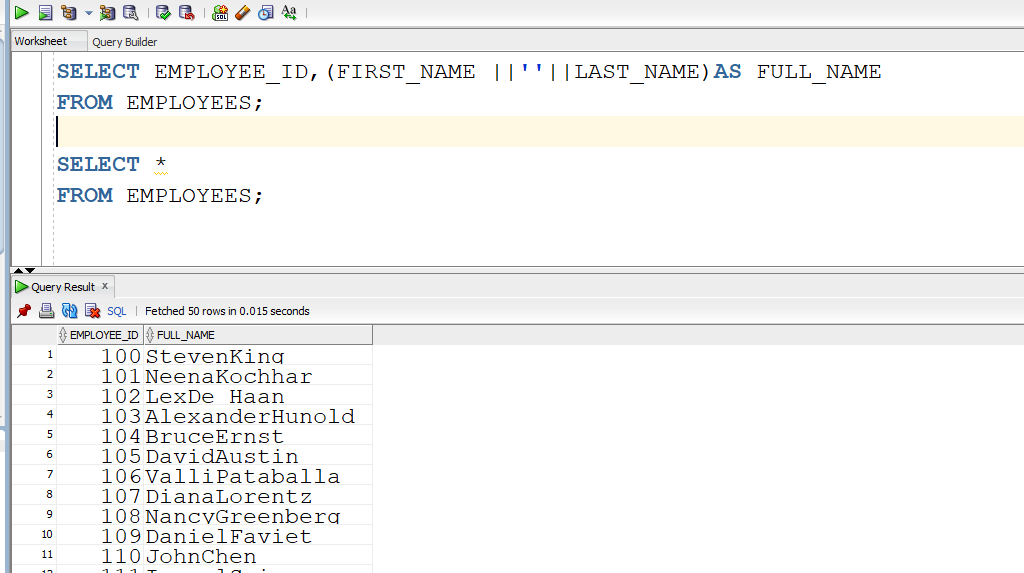 Worksheet Query Builder
SELECT EMPLOYEE_ID,(FIRST_NAME ||''||LAST_NAME)AS FULL_NAME
FROM EMPLOYEES;
SELECT *
FROM EMPLOYEES;
Query Result x
SQL | Fetched 50 rows in 0.015 seconds
EMPLOYEE_ID FULL_NAME
1 100 StevenKing
2 101 NeenaKochhar
3 102 LexDe Haan
4 103 AlexanderHunold
5 104 BruceErnst
6 105 DavidAustin
7 106 ValliPataballa
8 107 DianaLorentz
9 108 NancyGreenberg
10 109 DanielFaviet
11 110 JohnChen